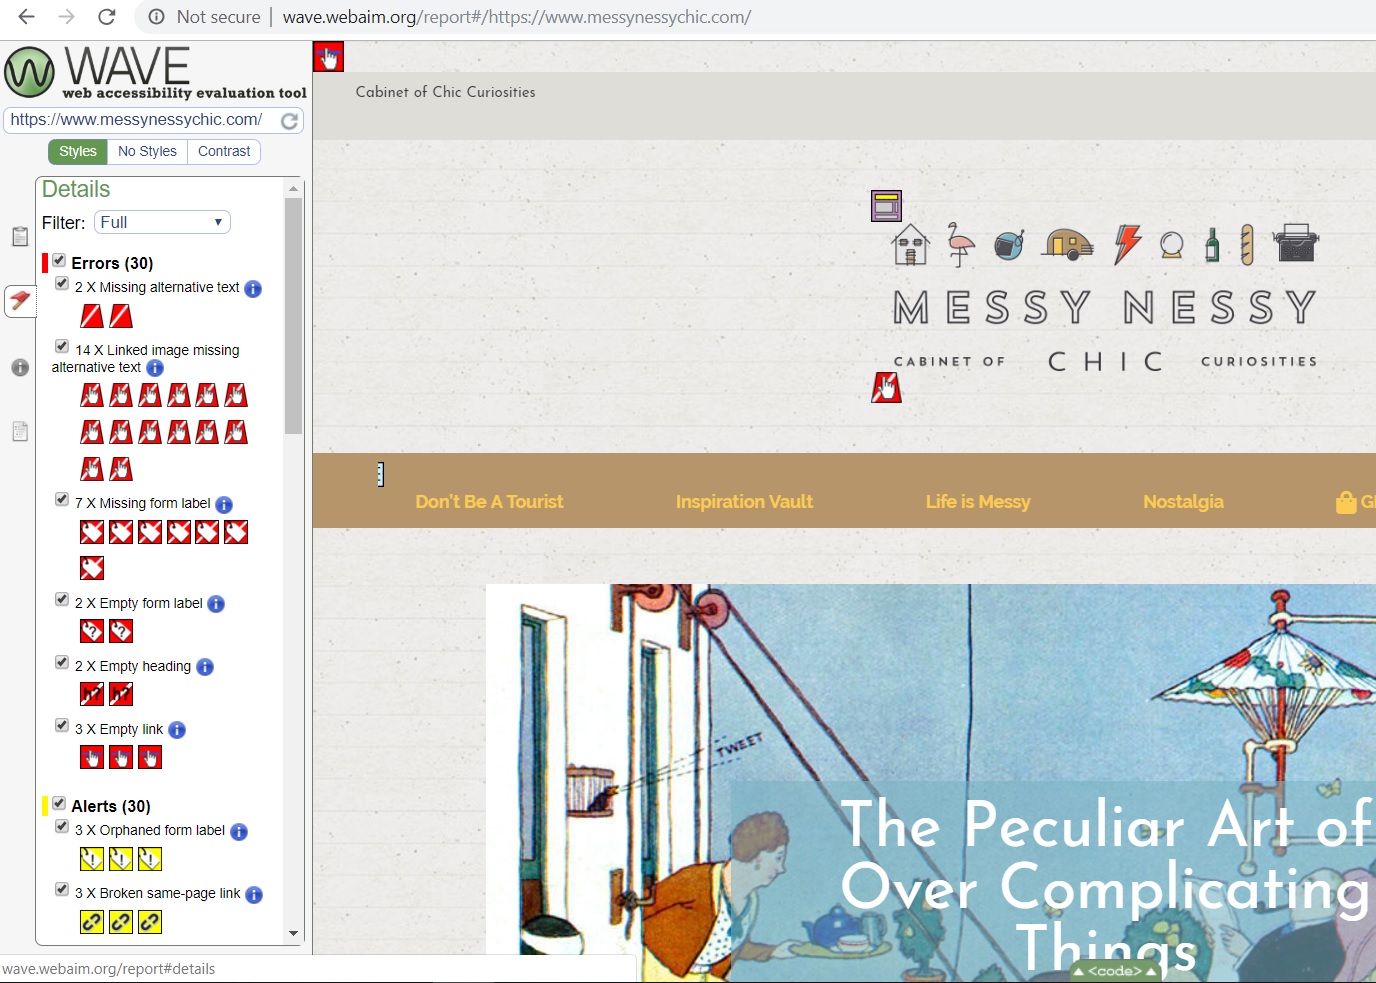 Not secure | wave.webaim.org/report#/https://www.messynessychic.com/
WAVE
web accessibility evaluation tool
https://www.messynessychic.com/
Styles No Styles Contrast
Details
Filter: Full
Errors (30)
2 X Missing alternative text
14 X Linked image missing
alternative text
7 X Missing form label
2 X Empty form label
2 X Empty heading
h? h?
3 X Empty link
Alerts (30)
3 X Orphaned form label
3 X Broken same-page link
wave.webaim.org/report#details
Cabinet of Chic Curiosities
MESSY NESSY
CABINET OF CHIC CURIOSITIES
Don't Be A Tourist Inspiration Vault Life is Messy Nostalgia
TWEET
The Peculiar Art of
Over Complicating
Things
<code>